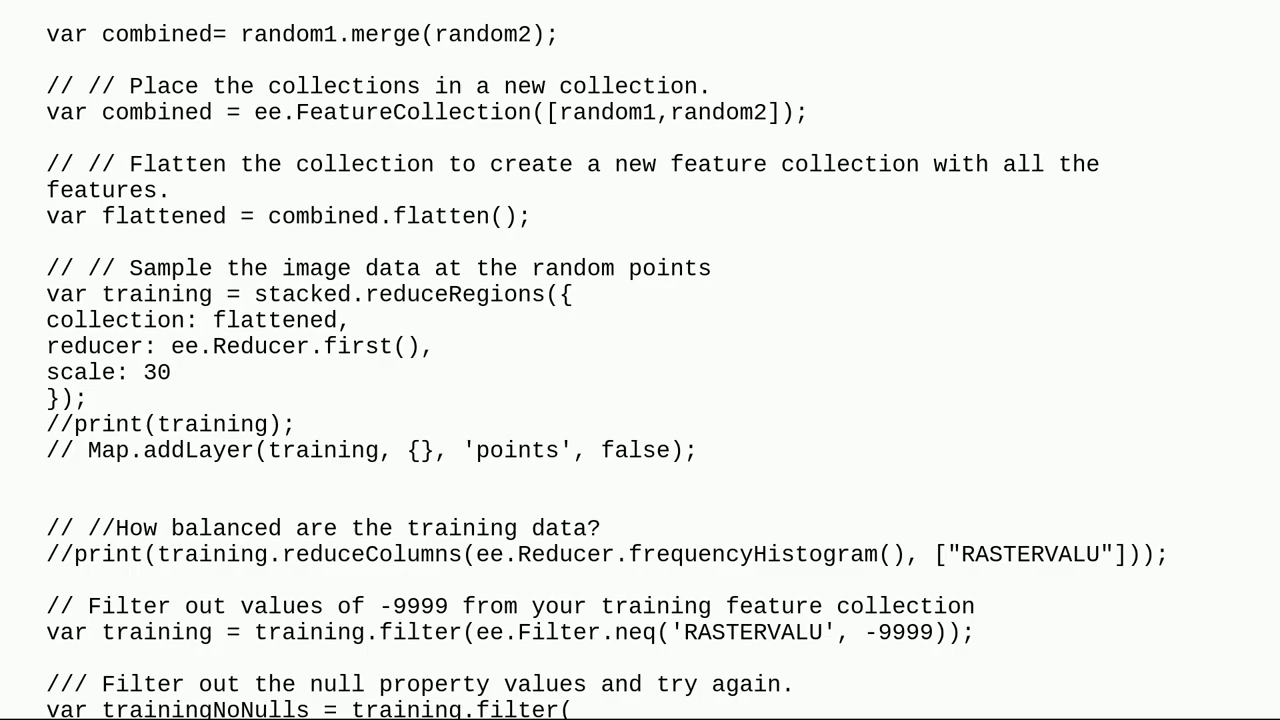 var combined= random1.merge(random2);
// // Place the collections in a new collection.
var combined = ee.FeatureCollection([random1,random2]);
// // Flatten the collection to create a new feature collection with all the
features.
var flattened = combined.flatten();
// // Sample the image data at the random points
var training = stacked.reduceRegions({
collection: flattened,
reducer: ee.Reducer.first(),
scale: 30
});
//print(training);
// Map.addLayer(training, {}, 'points', false);
// //How balanced are the training data?
//print(training.reduceColumns(ee.Reducer.frequencyHistogram(), ["RASTERVALU"]));
// Filter out values of -9999 from your training feature collection
var training = training.filter(ee.Filter.neq('RASTERVALU', -9999));
/// Filter out the null property values and try again.
var trainingNoNulls = training.filter(